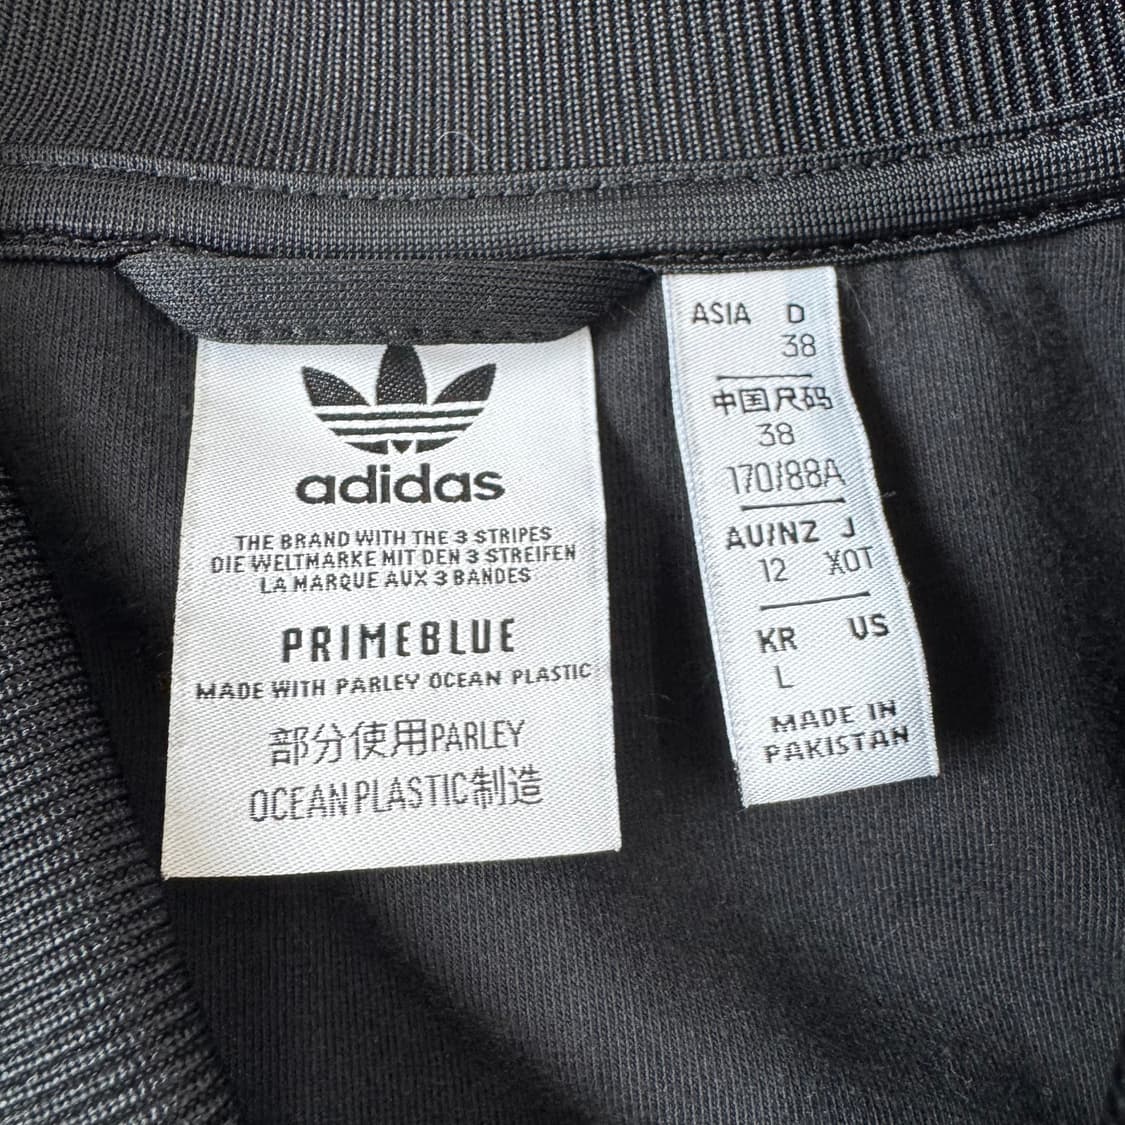 adidas
THE BRAND WITH THE 3 STRIPES
DIE WELTMARKE MIT DEN 3 STREIFEN
LA MARQUE AUX 3 BANDES
PRIMEBLUE
MADE WITH PARLEY OCEAN PLASTIC
部分使用PARLEY
OCEAN PLASTIC制造
ASIA D
38
中国尺码
38
170/88A
AU/NZ J
12 XOT
KR US
L
MADE IN
PAKISTAN